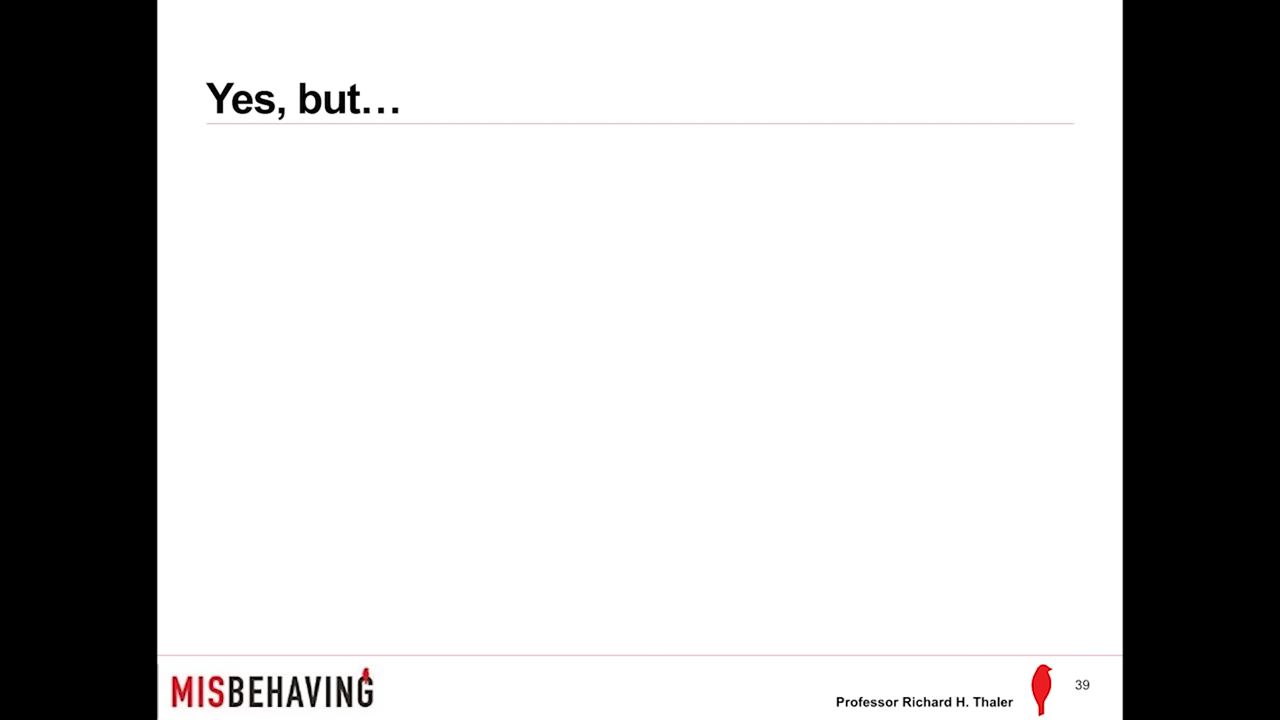 Yes, but…
MISBEHAVING
Professor Richard H. Thaler
39